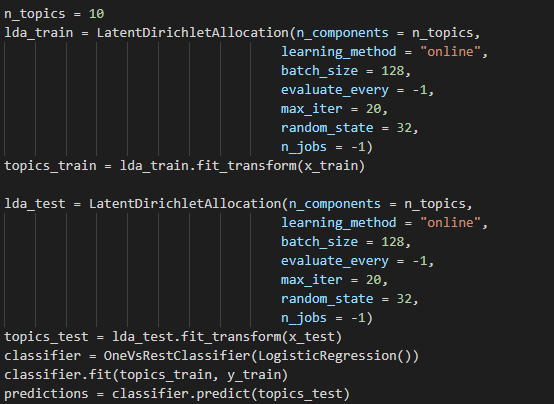 n_topics = 10
lda_train = LatentDirichletAllocation(n_components = n_topics,
learning_method = "online",
batch_size = 128,
evaluate_every = -1,
max_iter = 20,
random_state = 32,
n_jobs = -1)
topics_train = lda_train.fit_transform(x_train)
lda_test = LatentDirichletAllocation(n_components = n_topics,
learning_method = "online",
batch_size = 128,
evaluate_every = -1,
max_iter = 20,
random_state = 32,
n_jobs = -1)
topics_test = lda_test.fit_transform(x_test)
classifier = OneVsRestClassifier(LogisticRegression())
classifier.fit(topics_train, y_train)
predictions = classifier.predict(topics_test)